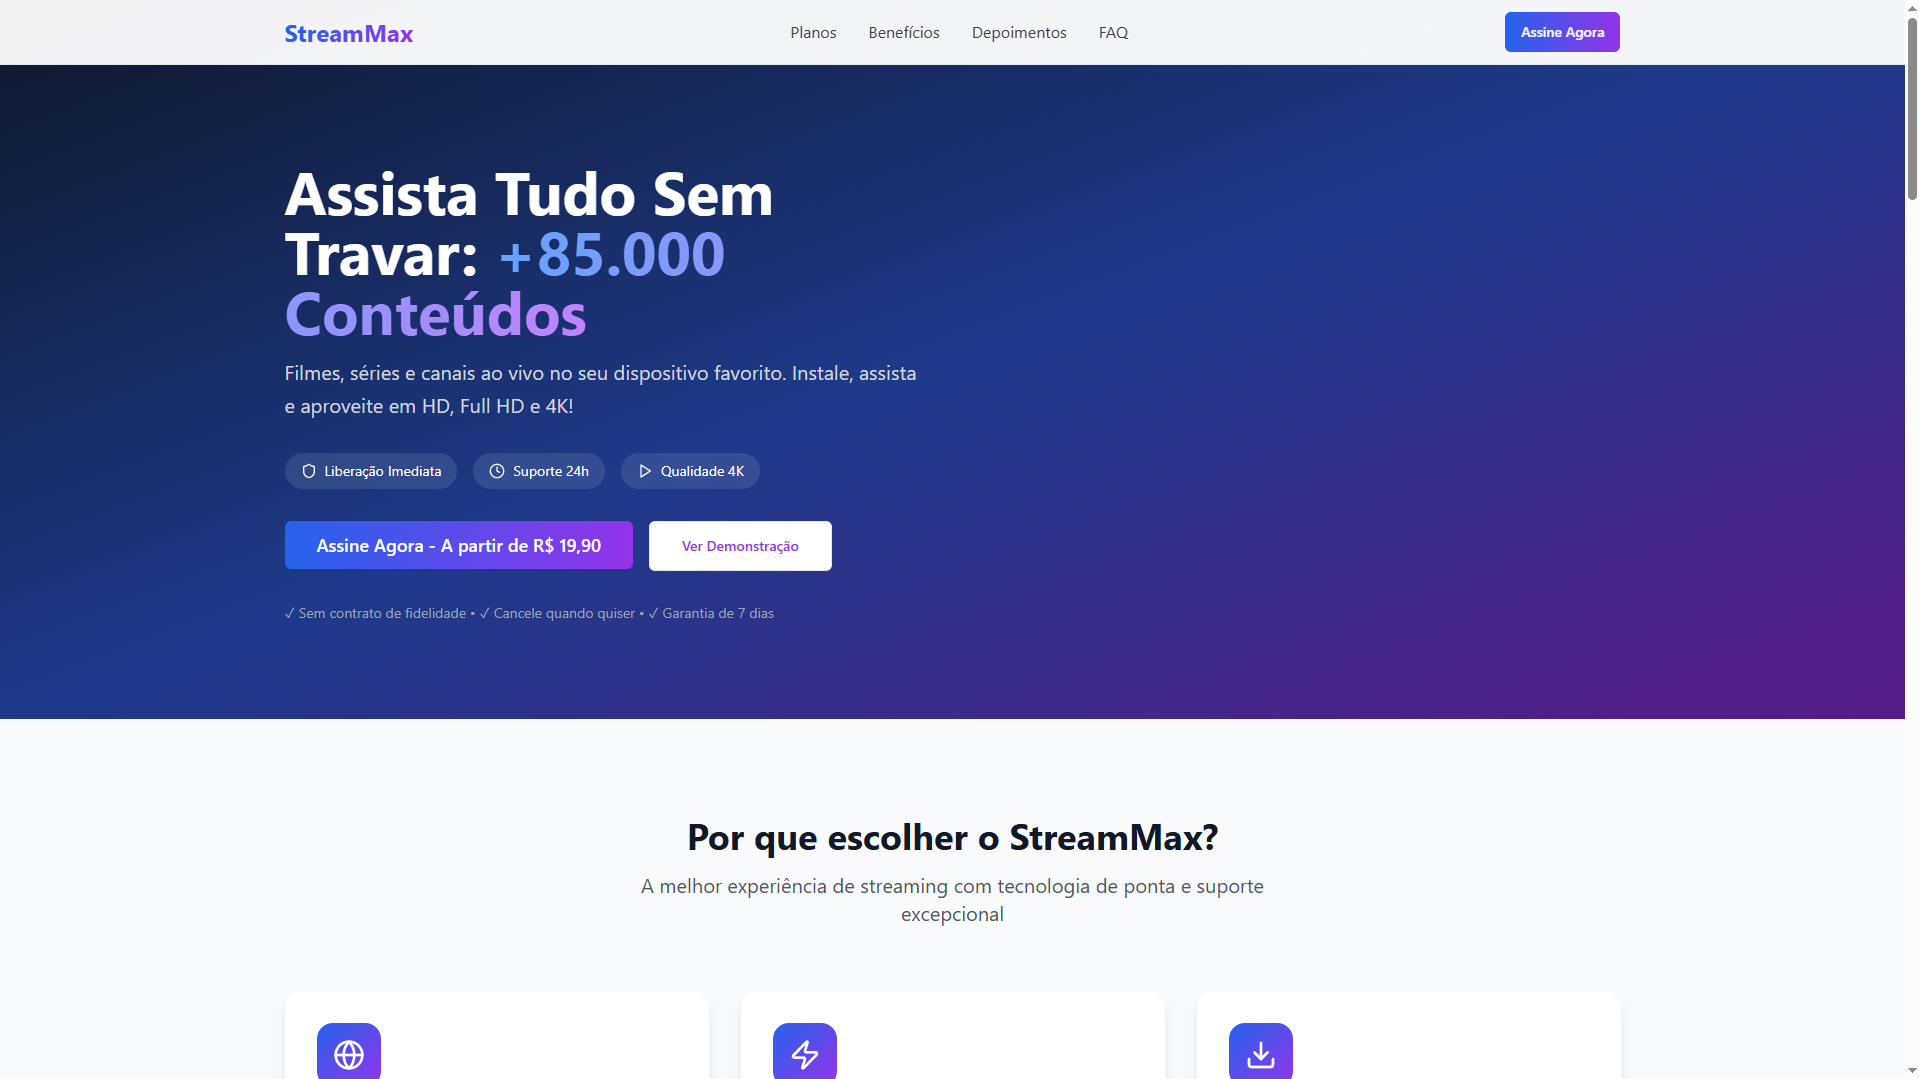 StreamMax
Planos
Benefícios
Depoimentos
FAQ
Assine Agora
Assista Tudo Sem
Travar: +85.000
Conteúdos
Filmes, séries e canais ao vivo no seu dispositivo favorito. Instale, assista
e aproveite em HD, Full HD e 4K!
Liberação Imediata
Suporte 24h
Qualidade 4K
Assine Agora - A partir de R$ 19,90
Ver Demonstração
✓ Sem contrato de fidelidade • ✓ Cancele quando quiser • ✓ Garantia de 7 dias
Por que escolher o StreamMax?
A melhor experiência de streaming com tecnologia de ponta e suporte
excepcional